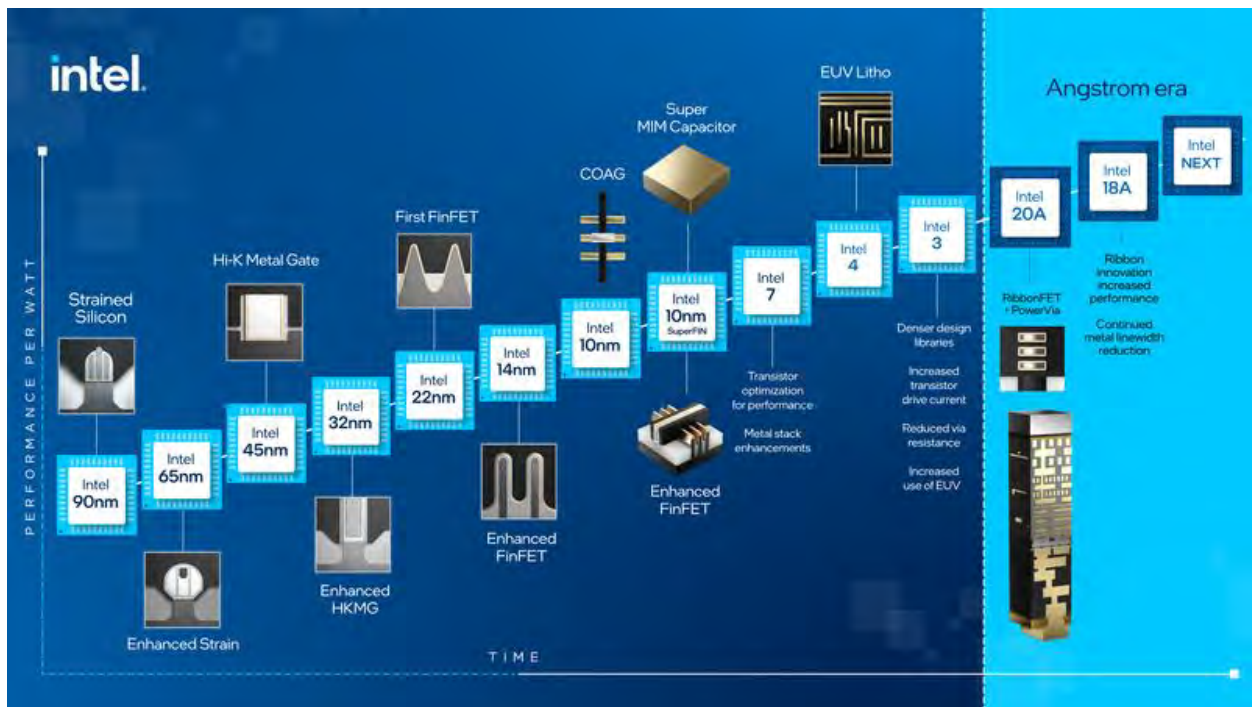 intel.
Angstrom era
PERFORMANCE PER WATT
TIME
Strained
Silicon
Intel
90nm
Intel
65nm
Enhanced Strain
Hi-K Metal Gate
Intel
45nm
Intel
32nm
Enhanced
HKMG
First FinFET
Intel
22nm
Intel
14nm
Enhanced
FinFET
COAG
Intel
10nm
Super
MIM Capacitor
Intel
10nm
SuperFIN
Enhanced
FinFET
Intel
7
Transistor
optimization
for performance
Metal stack
enhancements
EUV Litho
Intel
4
Intel
3
Denser design
libraries
Increased
transistor
drive current
Reduced via
resistance
Increased
use of EUV
Intel
20A
RibbonFET
+ PowerVia
Intel
18A
Ribbon
innovation
increased
performance
Continued
metal linewidth
reduction
Intel
NEXT